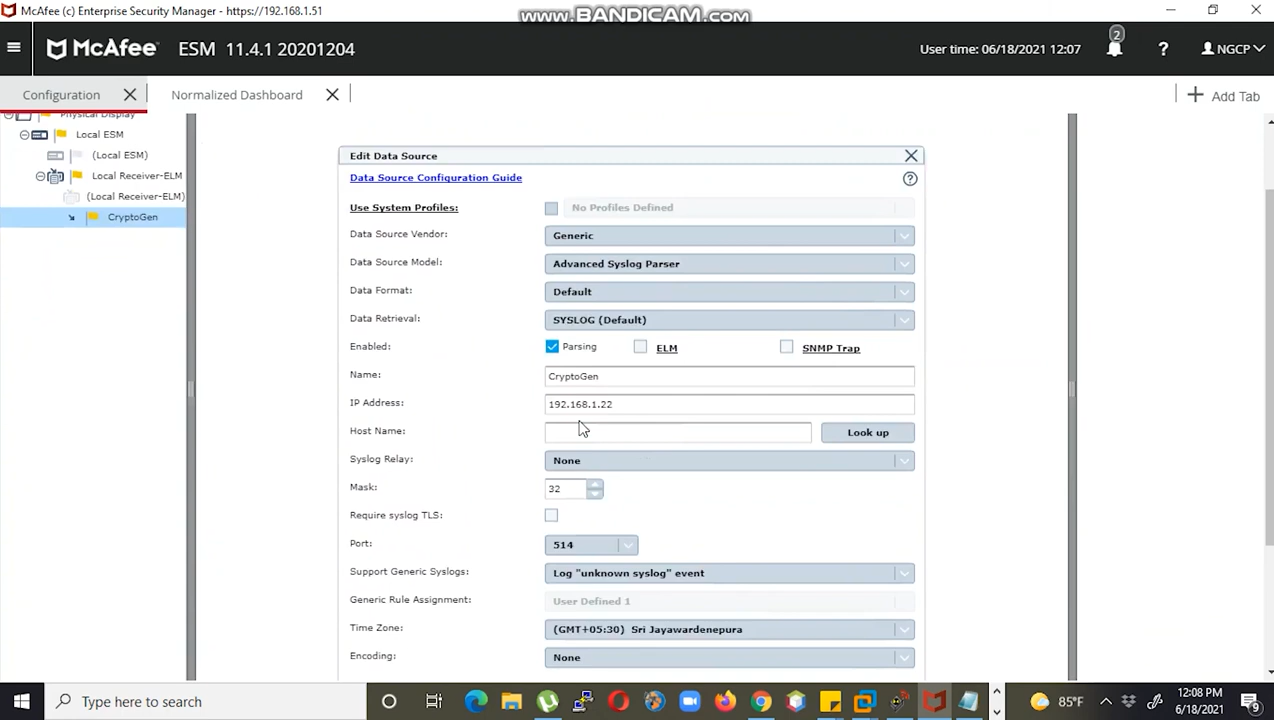 McAfee (c) Enterprise Security Manager - https://192.168.1.51
www.BANDICAM.com
McAfee ESM 11.4.1 20201204
User time: 06/18/2021 12:07
2
NGCP
Configuration
Normalized Dashboard
Add Tab
Physical Display
Local ESM
(Local ESM)
Local Receiver-ELM
(Local Receiver-ELM)
CryptoGen
Edit Data Source
Data Source Configuration Guide
Use System Profiles: No Profiles Defined
Data Source Vendor: Generic
Data Source Model: Advanced Syslog Parser
Data Format: Default
Data Retrieval: SYSLOG (Default)
Enabled: Parsing ELM SNMP Trap
Name: CryptoGen
IP Address: 192.168.1.22
Host Name: Look up
Syslog Relay: None
Mask: 32
Require syslog TLS:
Port: 514
Support Generic Syslogs: Log "unknown syslog" event
Generic Rule Assignment: User Defined 1
Time Zone: (GMT+05:30) Sri Jayawardenepura
Encoding: None
Type here to search
85°F
12:08 PM
6/18/2021
9